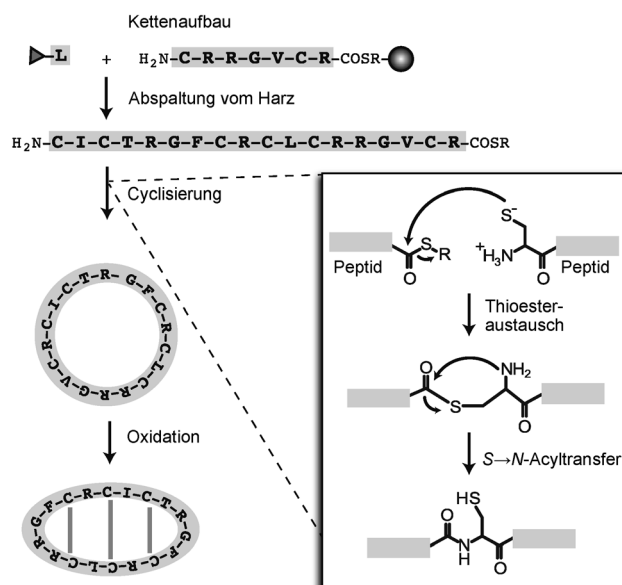 Kettenaufbau
L + H₂N-C-R-R-G-V-C-R-COSR
Abspaltung vom Harz
H₂N-C-I-C-T-R-G-F-C-R-C-L-C-R-R-G-V-C-R-COSR
Cyclisierung
C-I-C-T-R-G-F-C-R-C-L-C-R-R-G-V-C-R-
Oxidation
G-F-C-R-C-I-C-T-R-G-F-C-R-C-L-C-R-R-
S⁻
S
R
O
Peptid
⁺H₃N
O
Peptid
Thioester-
austausch
O
NH₂
S
O
S→N-Acyltransfer
HS
O
N
H
O